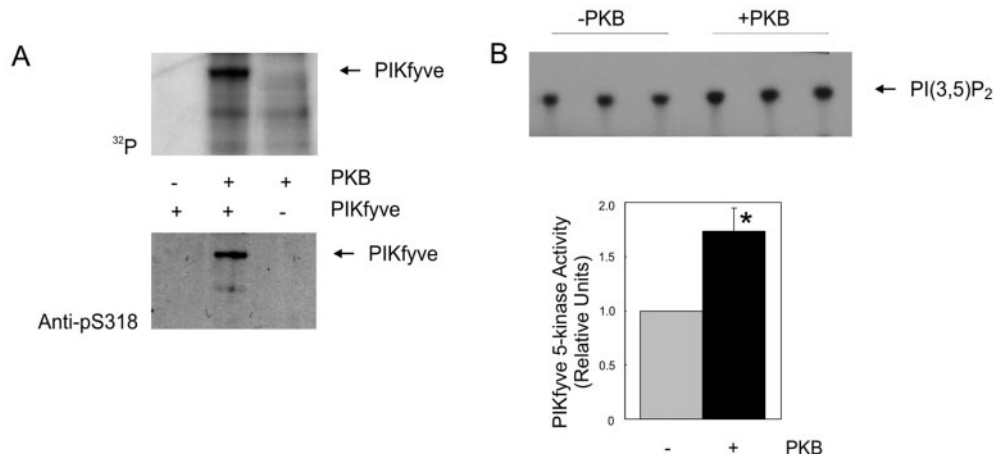 A
← PIKfyve
³²P
- + + PKB
+ + - PIKfyve
← PIKfyve
Anti-pS318
B
-PKB +PKB
← PI(3,5)P₂
PIKfyve 5-kinase Activity
(Relative Units)
2.0
1.5
1.0
0.5
0
*
- + PKB